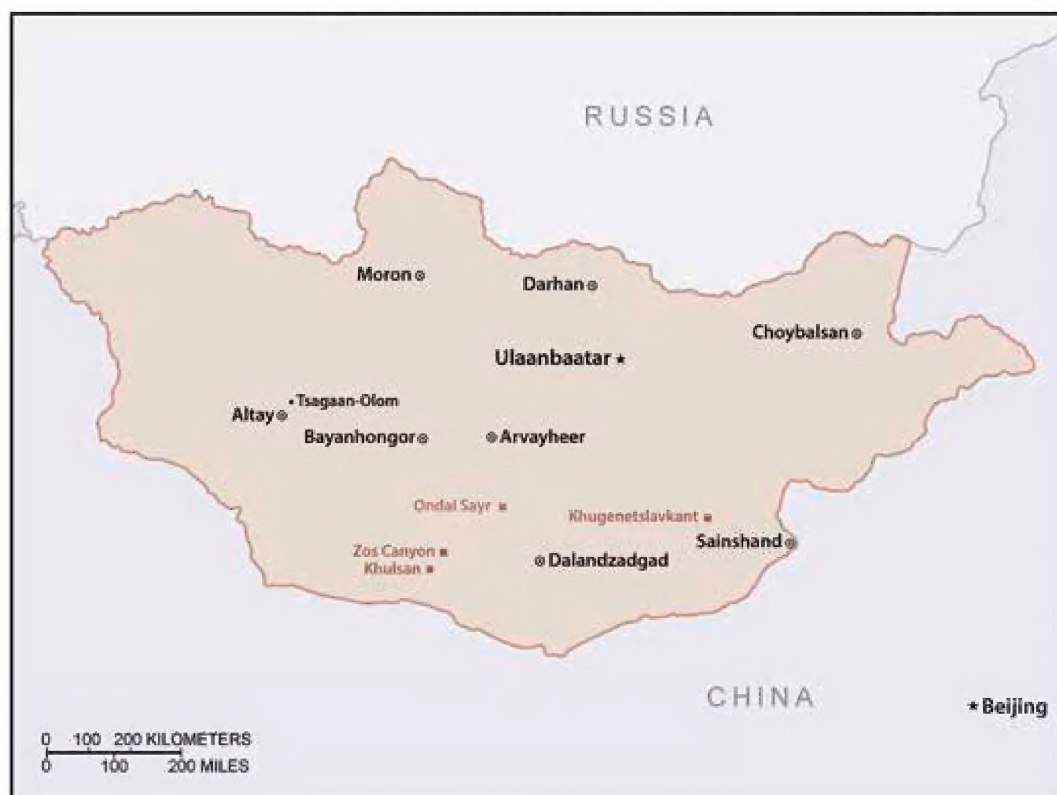 RUSSIA
Moron
Darhan
Choybalsan
Ulaanbaatar
Tsagaan-Olom
Altay
Bayanhongor
Arvayheer
Ondai Sayr
Khugenetslavkant
Sainshand
Zos Canyon
Dalandzadgad
Khulsan
CHINA
Beijing
0 100 200 KILOMETERS
0 100 200 MILES